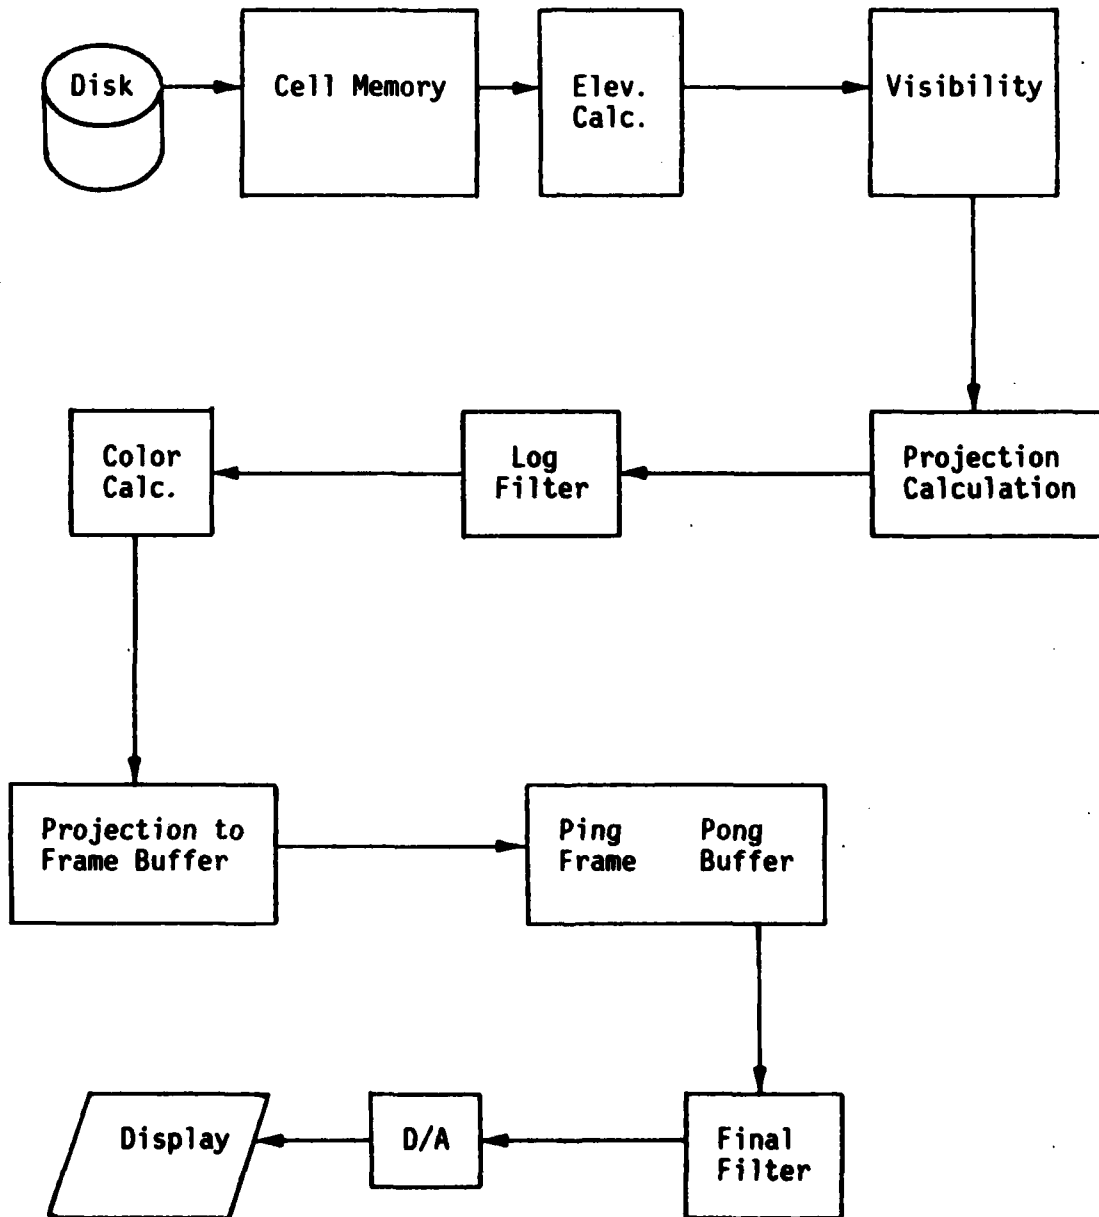 Disk
Cell Memory
Elev.
Calc.
Visibility
Color
Calc.
Log
Filter
Projection
Calculation
Projection to
Frame Buffer
Ping Pong
Frame Buffer
Display
D/A
Final
Filter